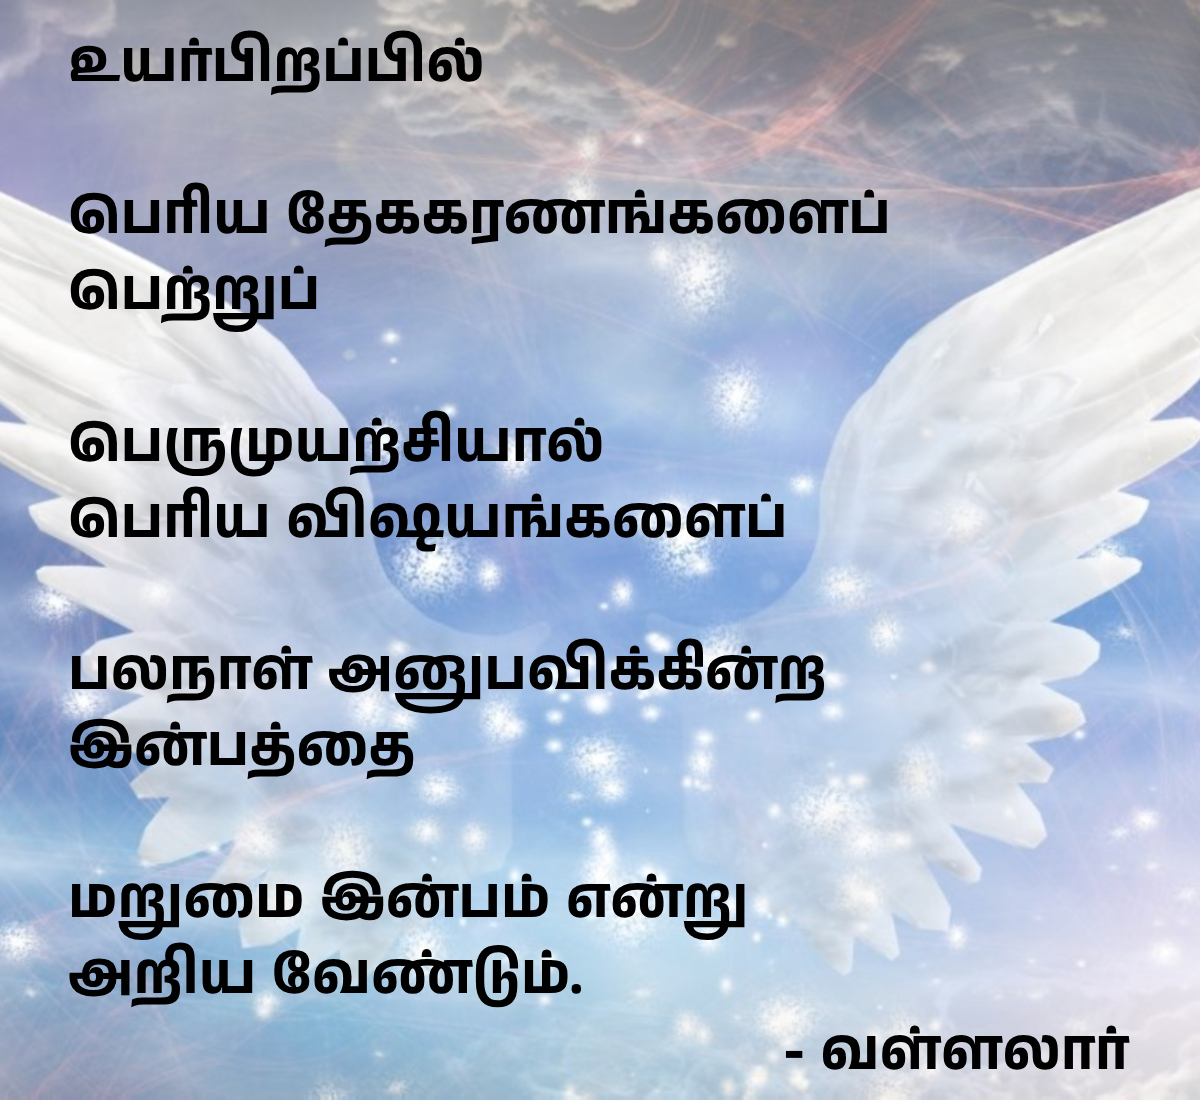 உயர்பிறப்பில்
பெரிய தேககரணங்களைப்
பெற்றுப்
பெருமுயற்சியால்
பெரிய விஷயங்களைப்
பலநாள் அனுபவிக்கின்ற
இன்பத்தை
மறுமை இன்பம் என்று
அறிய வேண்டும்.
- வள்ளலார்